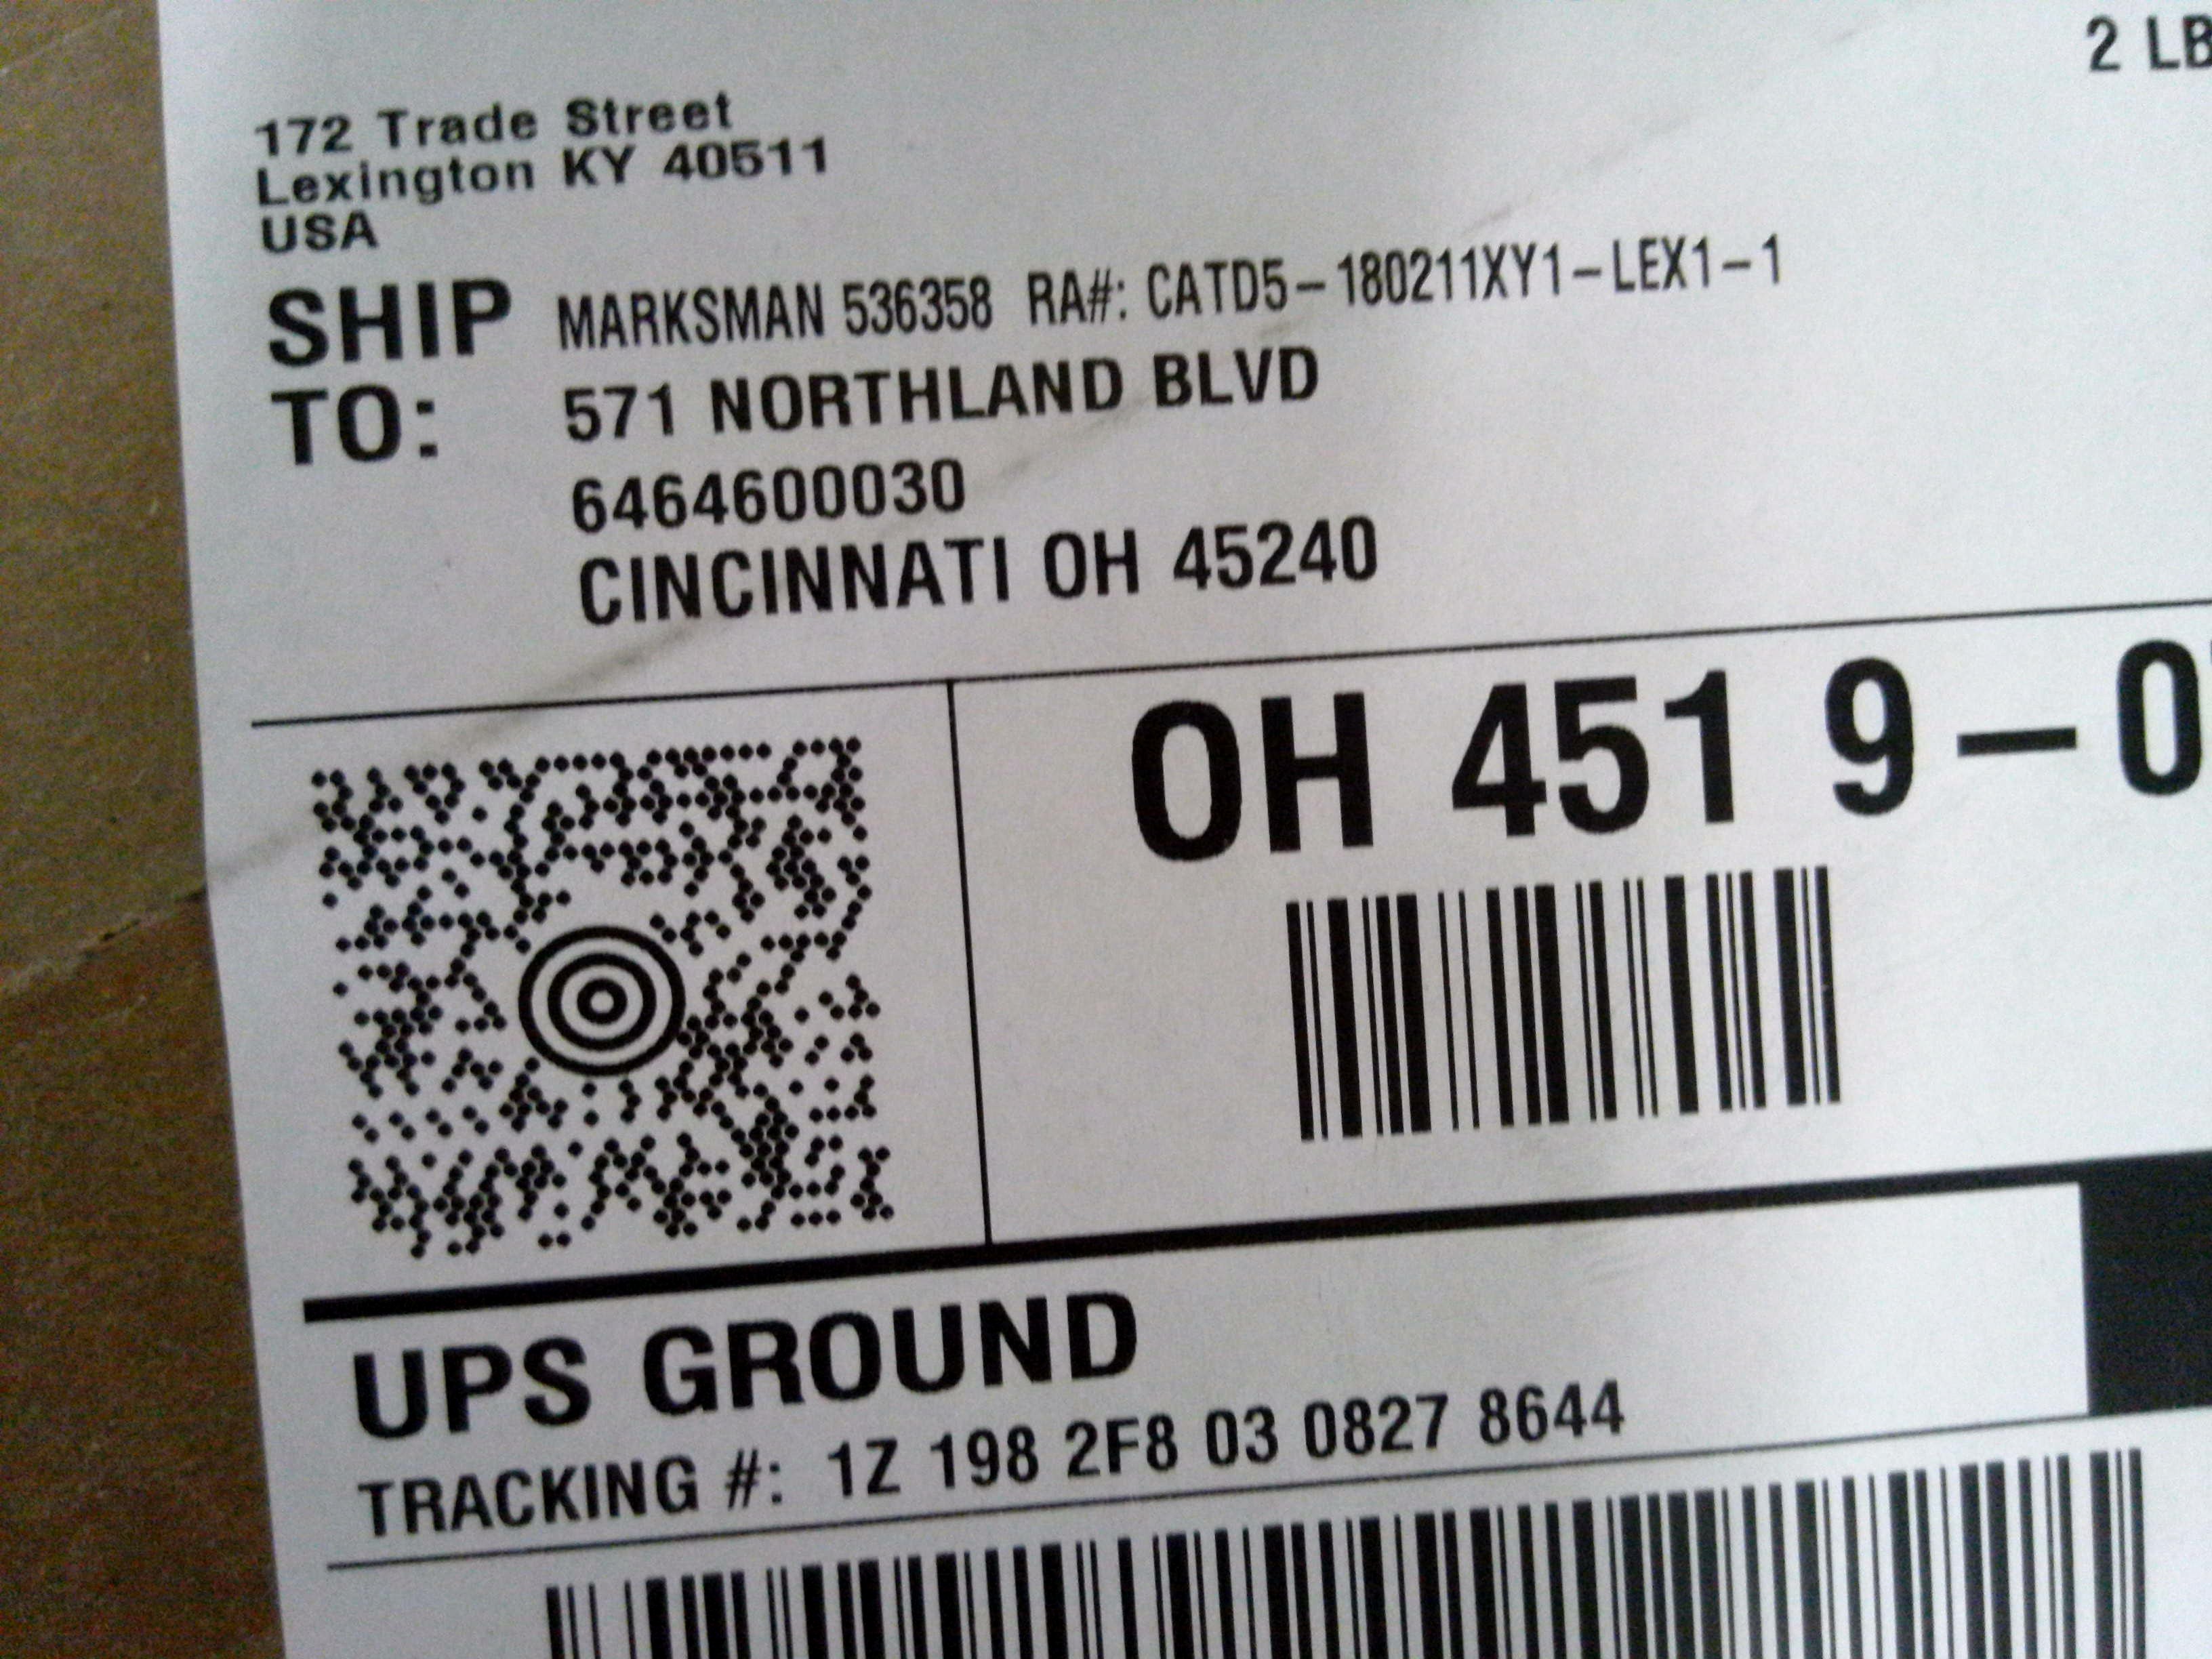 2 LB
172 Trade Street
Lexington KY 40511
USA
SHIP TO:
MARKSMAN 536358 RA#: CATD5-180211XY1-LEX1-1
571 NORTHLAND BLVD
6464600030
CINCINNATI OH 45240
OH 451 9-0
UPS GROUND
TRACKING #: 1Z 198 2F8 03 0827 8644